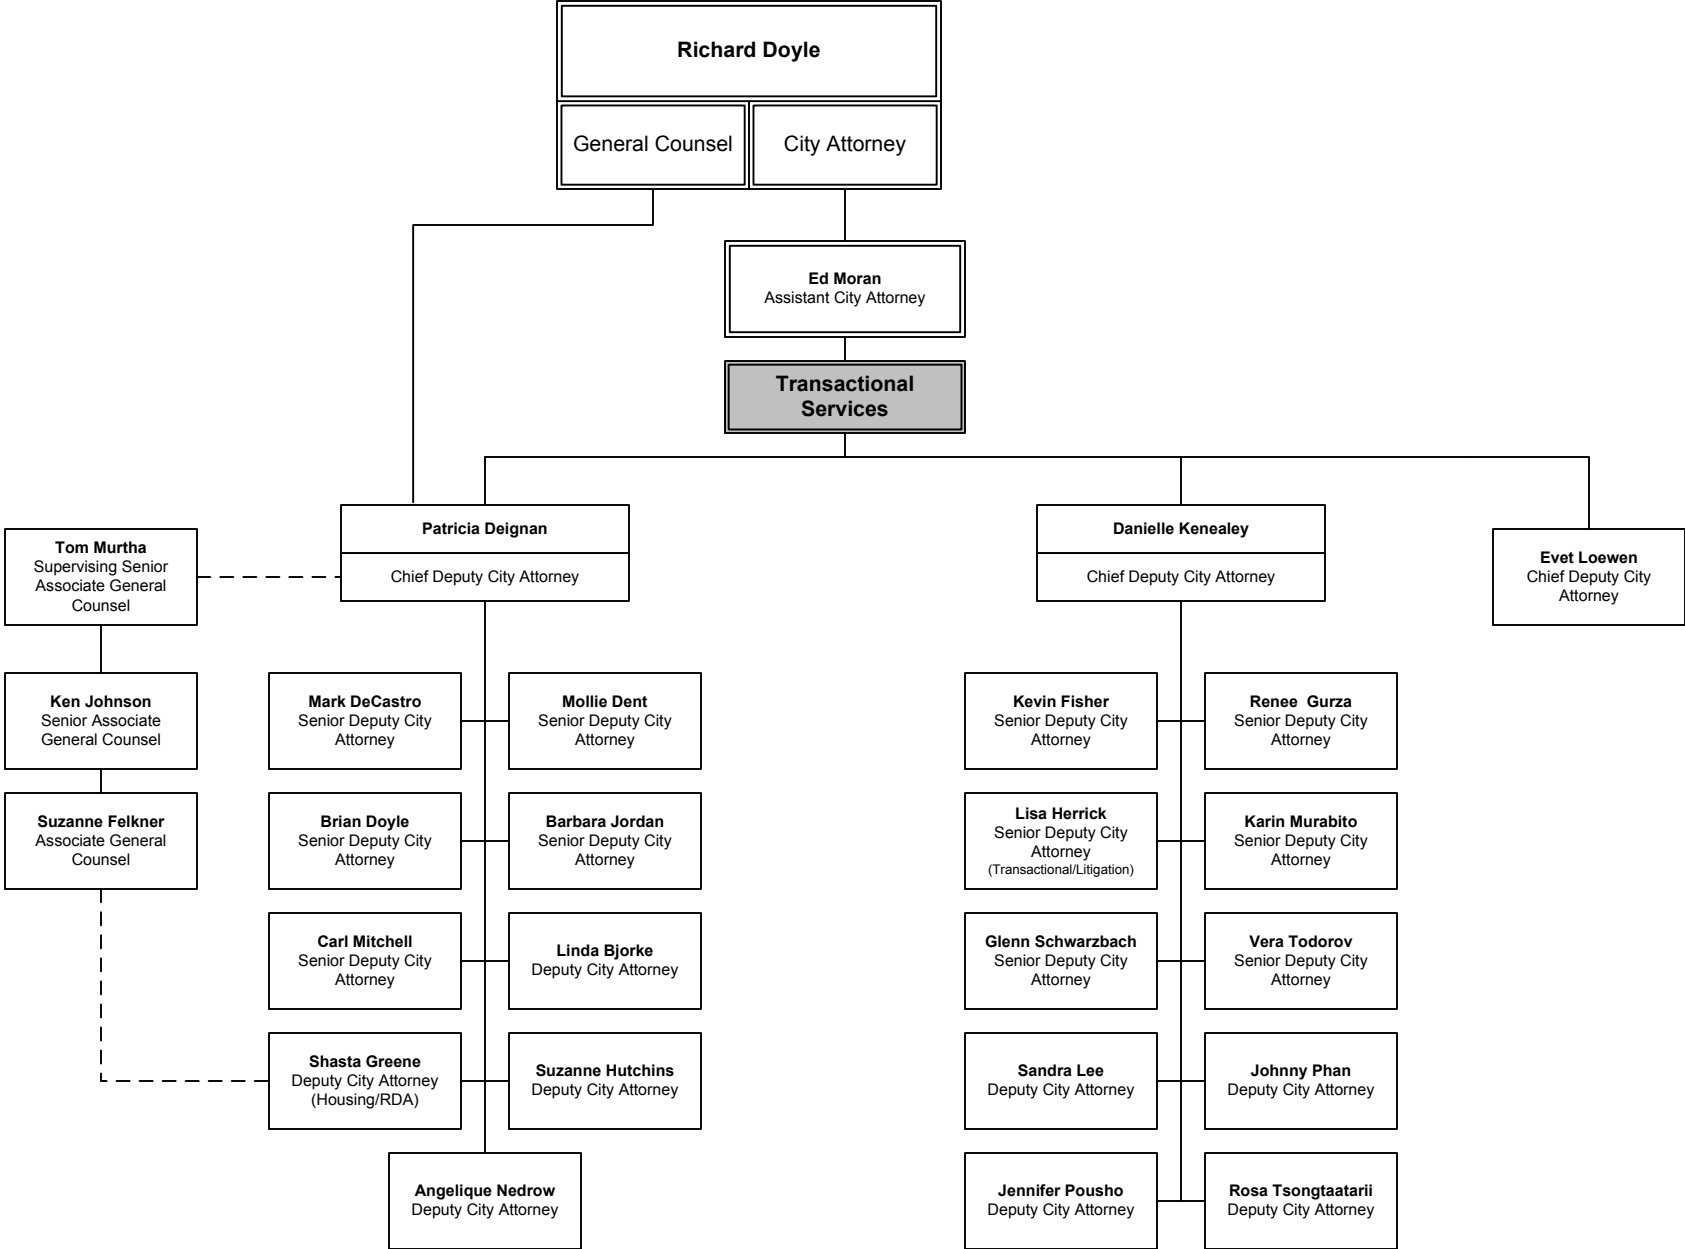 Richard Doyle
General Counsel
City Attorney
Ed Moran
Assistant City Attorney
Transactional
Services
Patricia Deignan
Chief Deputy City Attorney
Danielle Kenealey
Chief Deputy City Attorney
Evet Loewen
Chief Deputy City
Attorney
Tom Murtha
Supervising Senior
Associate General
Counsel
Ken Johnson
Senior Associate
General Counsel
Suzanne Felkner
Associate General
Counsel
Mark DeCastro
Senior Deputy City
Attorney
Mollie Dent
Senior Deputy City
Attorney
Brian Doyle
Senior Deputy City
Attorney
Barbara Jordan
Senior Deputy City
Attorney
Carl Mitchell
Senior Deputy City
Attorney
Linda Bjorke
Deputy City Attorney
Shasta Greene
Deputy City Attorney
(Housing/RDA)
Suzanne Hutchins
Deputy City Attorney
Angelique Nedrow
Deputy City Attorney
Kevin Fisher
Senior Deputy City
Attorney
Renee Gurza
Senior Deputy City
Attorney
Lisa Herrick
Senior Deputy City
Attorney
(Transactional/Litigation)
Karin Murabito
Senior Deputy City
Attorney
Glenn Schwarzbach
Senior Deputy City
Attorney
Vera Todorov
Senior Deputy City
Attorney
Sandra Lee
Deputy City Attorney
Johnny Phan
Deputy City Attorney
Jennifer Pousho
Deputy City Attorney
Rosa Tsongtaatarii
Deputy City Attorney